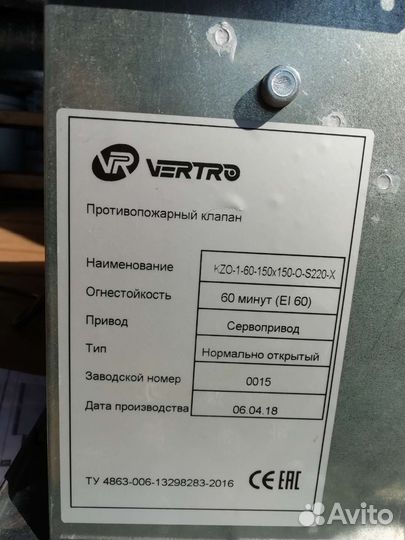 VR VERTRO
Противопожарный клапан
Наименование KZO-1-60-150x150-O-S220-X
Огнестойкость 60 минут (EI 60)
Привод Сервопривод
Тип Нормально открытый
Заводской номер 0015
Дата производства 06.04.18
ТУ 4863-006-13298283-2016 CE EAC
Avito